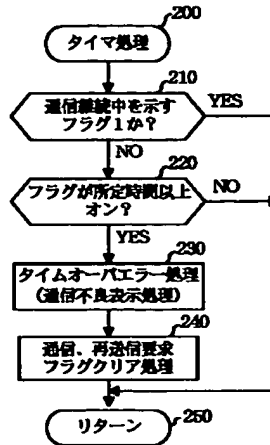 200
タイマ処理
210
通信継続中を示す
フラグ1か?
YES
NO
220
フラグが所定時間以上
オン?
NO
YES
230
タイムオーバエラー処理
(通信不良表示処理)
240
通信、再送信要求
フラグクリア処理
リターン
250